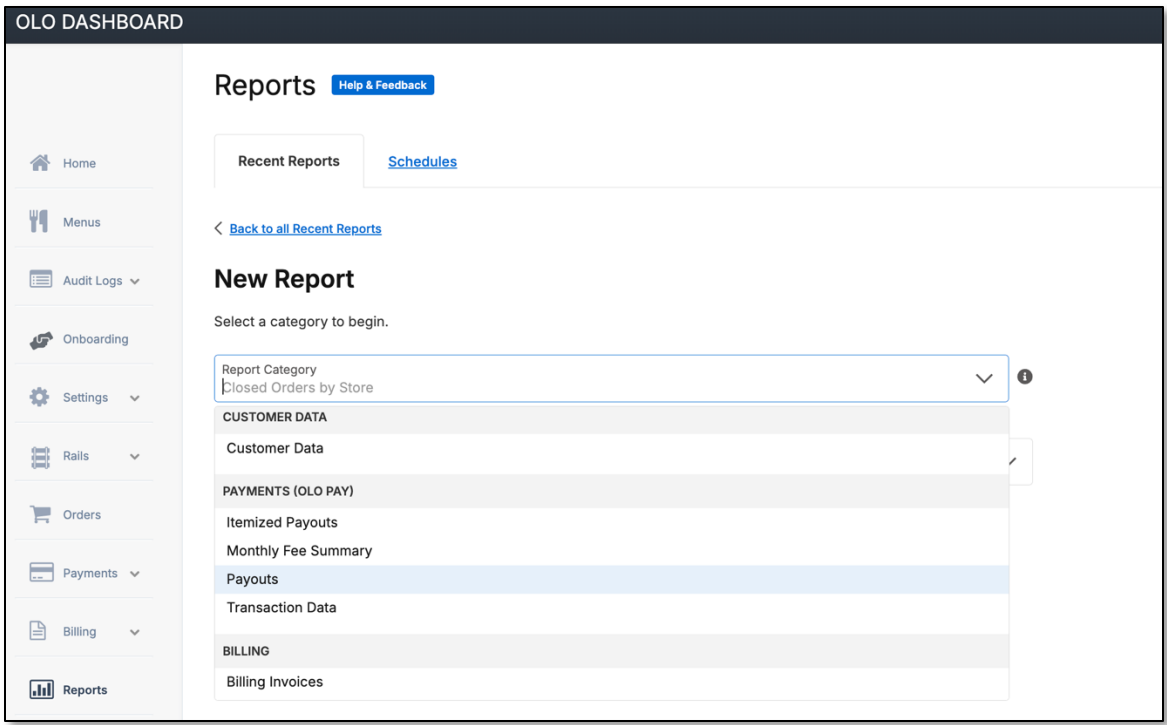 OLO DASHBOARD
Home
Menus
Audit Logs
Onboarding
Settings
Rails
Orders
Payments
Billing
Reports
Reports
Help & Feedback
Recent Reports
Schedules
Back to all Recent Reports
New Report
Select a category to begin.
Report Category
Closed Orders by Store
CUSTOMER DATA
Customer Data
PAYMENTS (OLO PAY)
Itemized Payouts
Monthly Fee Summary
Payouts
Transaction Data
BILLING
Billing Invoices